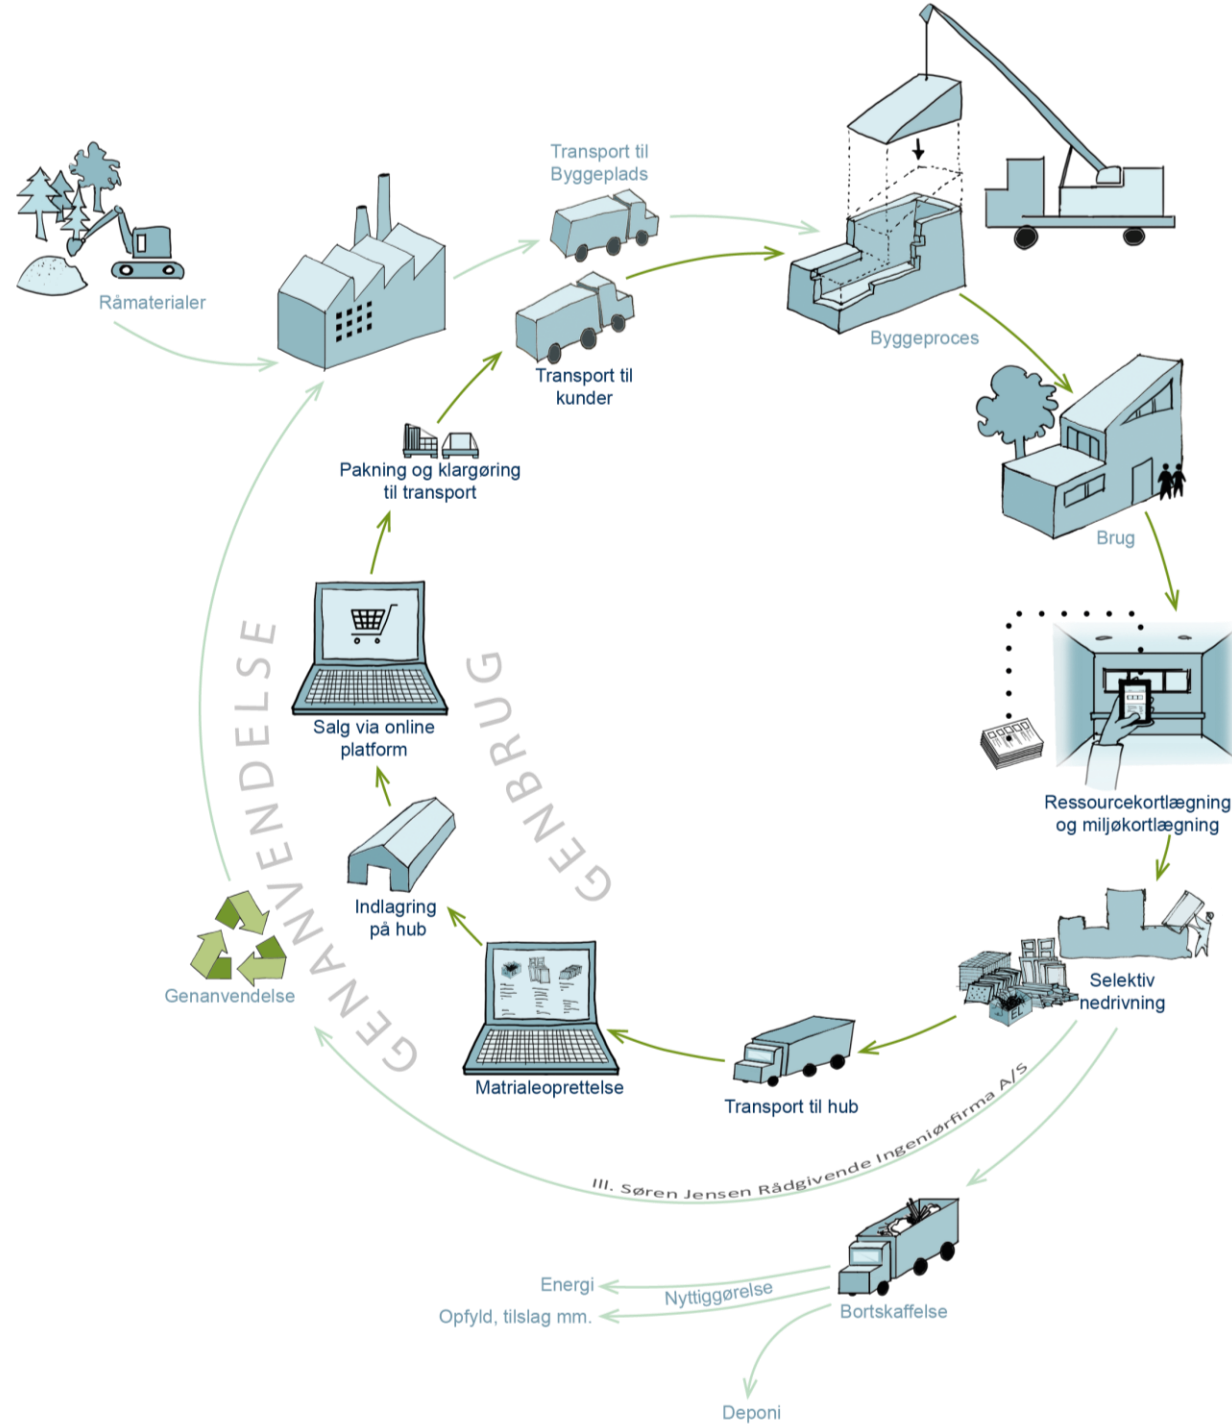 Transport til
Byggeplads
Råmaterialer
Byggeproces
Transport til
kunder
Pakning og klargøring
til transport
Brug
GENANVENDELSE
GENBRUG
Salg via online
platform
Ressourcekortlægning
og miljøkortlægning
Indlagring
på hub
Genanvendelse
EL
Selektiv
nedrivning
Matrialeoprettelse
Transport til hub
Ill. Søren Jensen Rådgivende Ingeniørfirma A/S
Energi
Nyttiggørelse
Opfyld, tilslag mm.
Bortskaffelse
Deponi